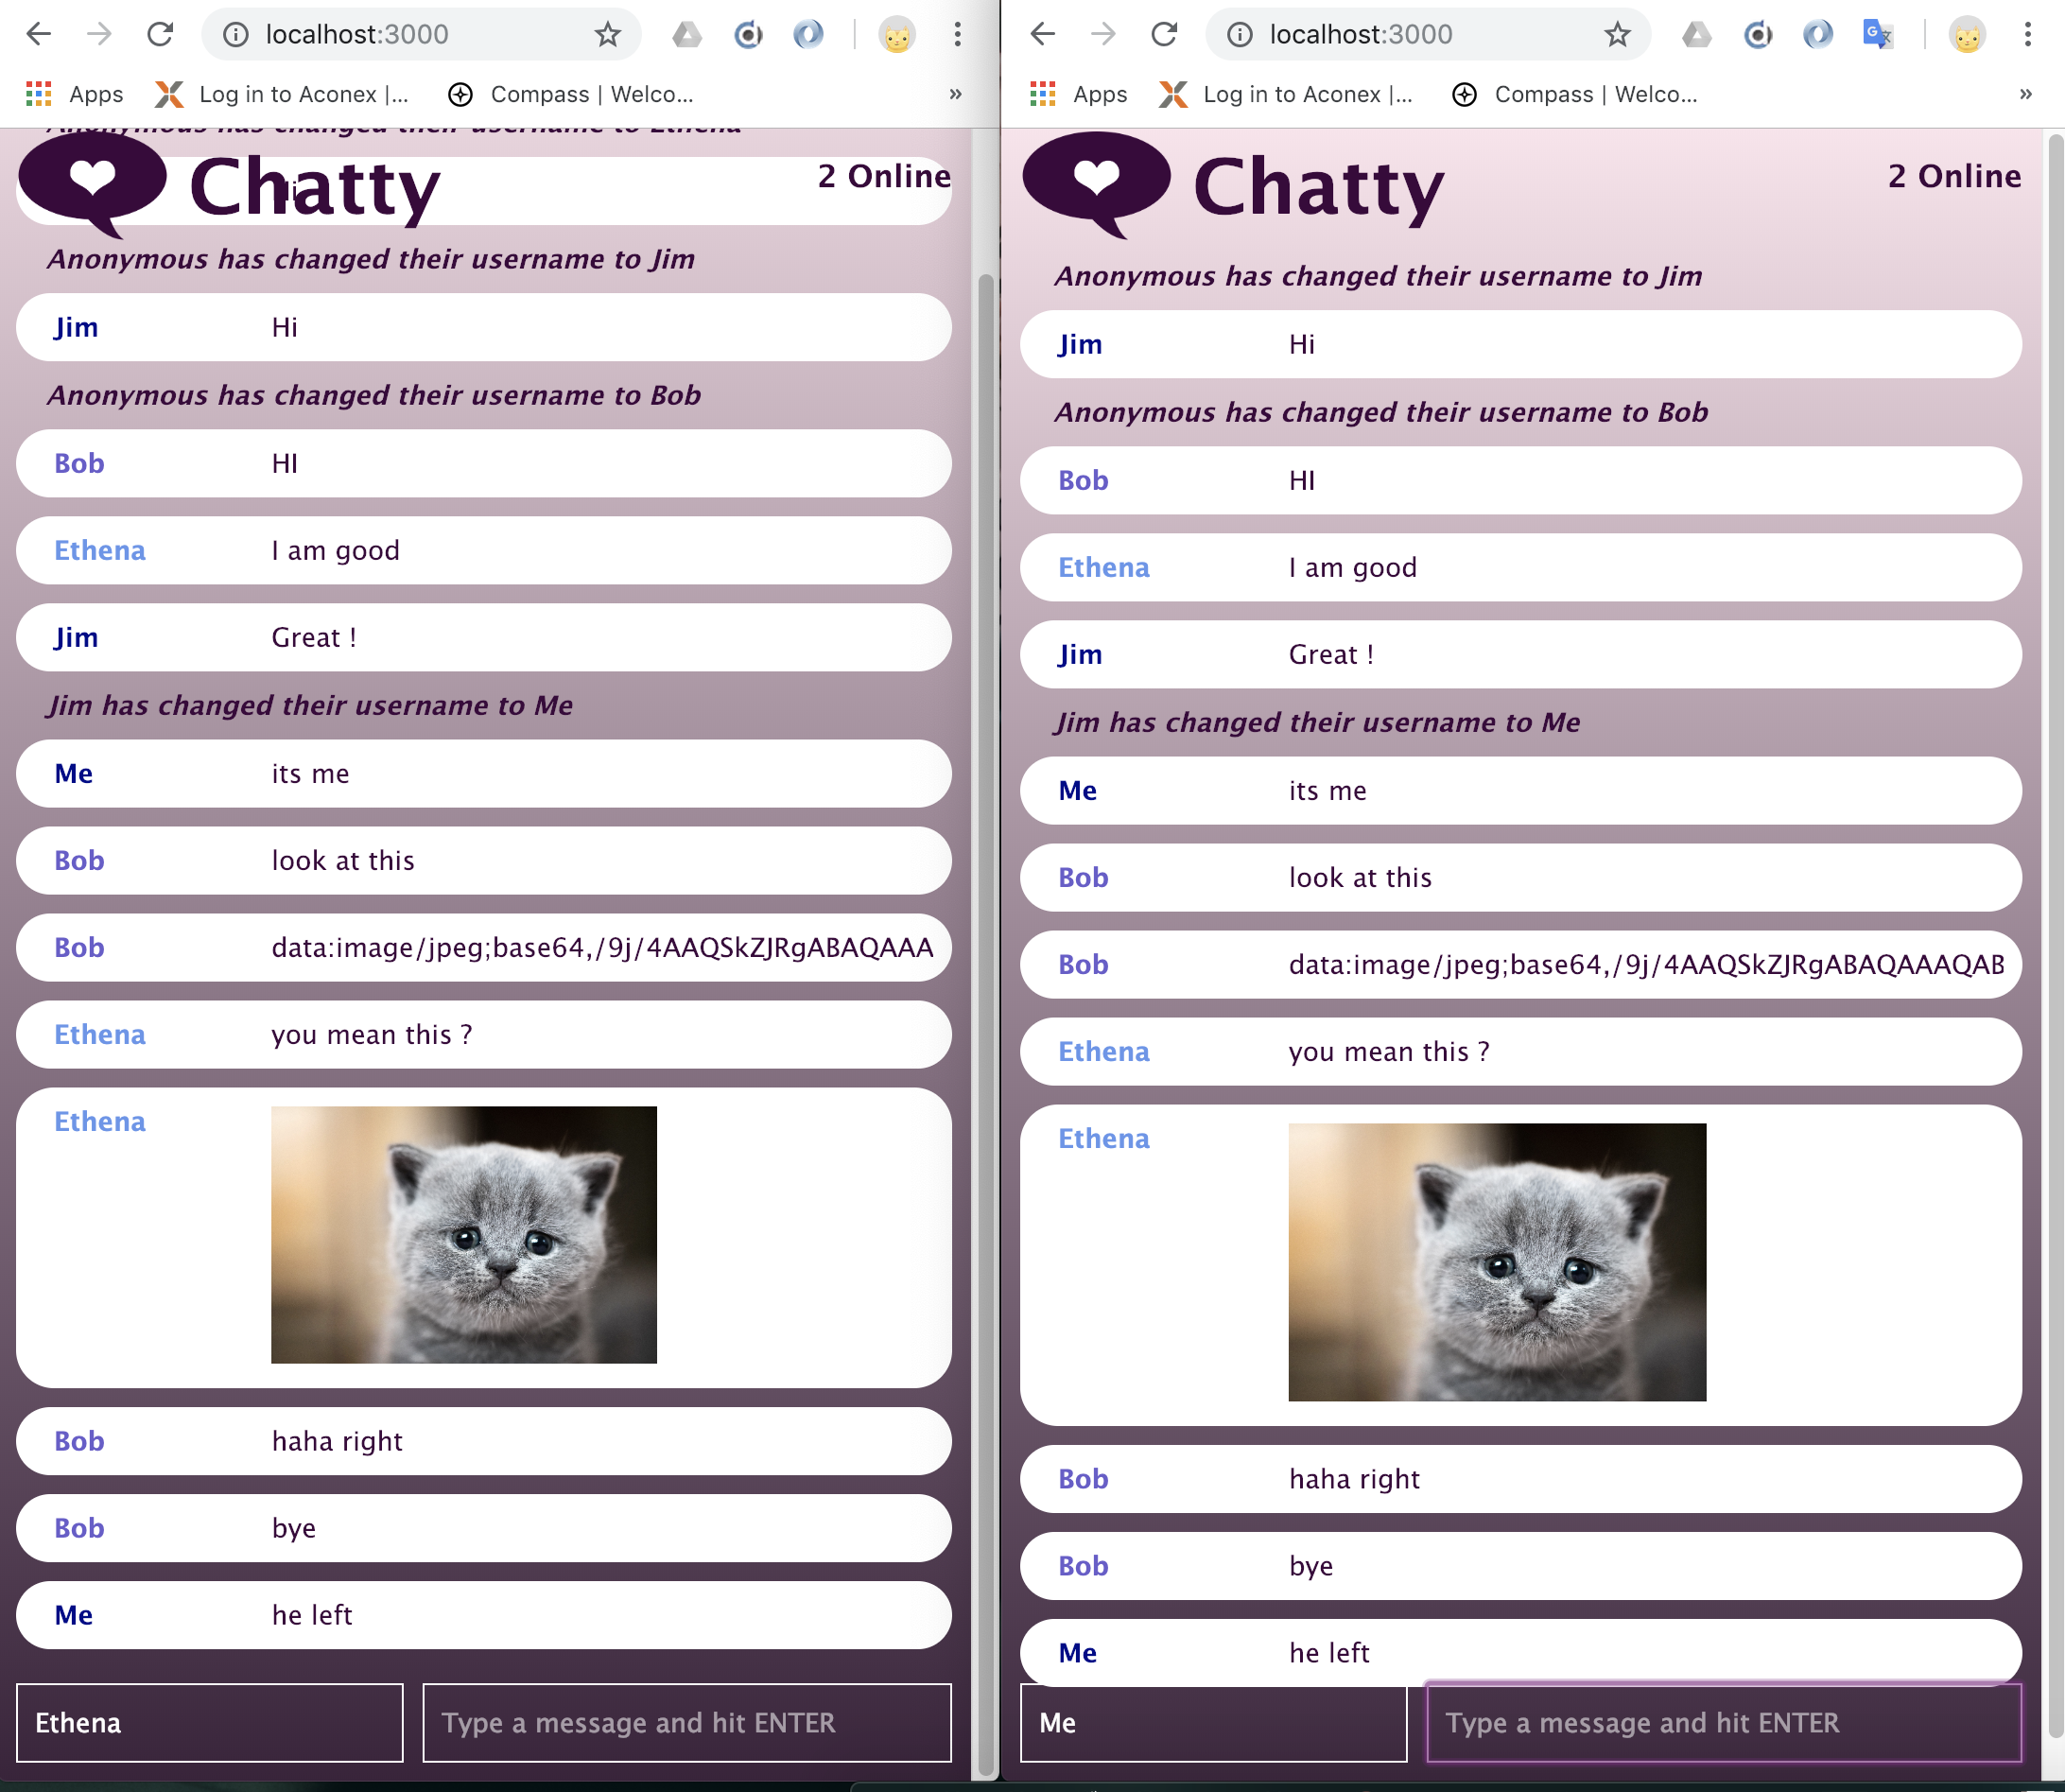 localhost:3000
Apps
Log in to Aconex |...
Compass | Welco...
»
Anonymous has changed their username to Ethena
Chatty
2 Online
Hi
Anonymous has changed their username to Jim
Jim Hi
Anonymous has changed their username to Bob
Bob HI
Ethena I am good
Jim Great !
Jim has changed their username to Me
Me its me
Bob look at this
Bob data:image/jpeg;base64,/9j/4AAQSkZJRgABAQAAA
Ethena you mean this ?
Ethena
Bob haha right
Bob bye
Me he left
Ethena
Type a message and hit ENTER
localhost:3000
Apps
Log in to Aconex |...
Compass | Welco...
»
Chatty
2 Online
Anonymous has changed their username to Jim
Jim Hi
Anonymous has changed their username to Bob
Bob HI
Ethena I am good
Jim Great !
Jim has changed their username to Me
Me its me
Bob look at this
Bob data:image/jpeg;base64,/9j/4AAQSkZJRgABAQAAAQAB
Ethena you mean this ?
Ethena
Bob haha right
Bob bye
Me he left
Me
Type a message and hit ENTER